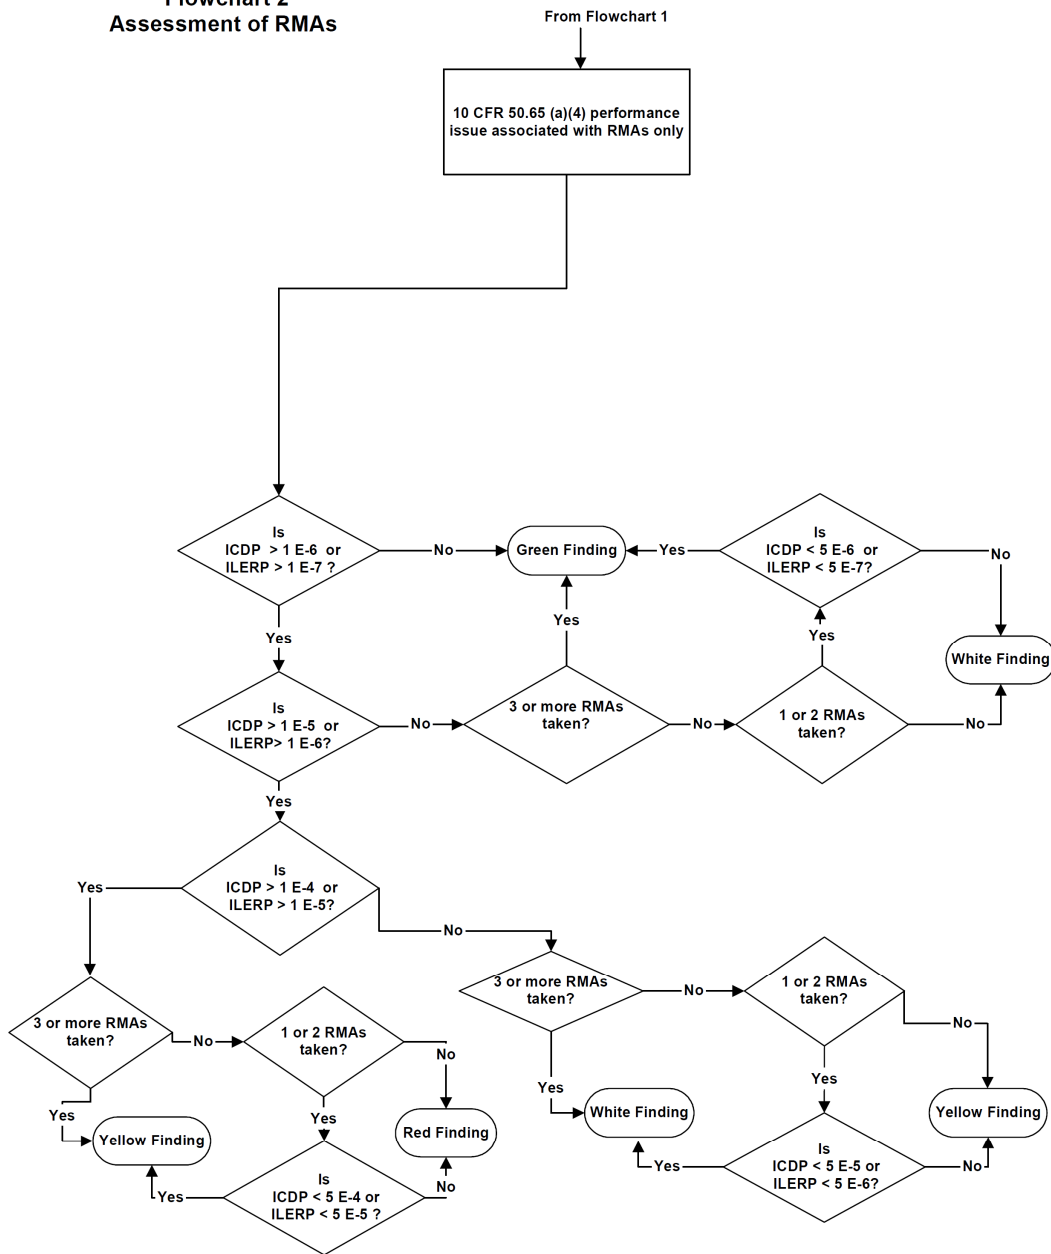 Flowchart 2
Assessment of RMAs
From Flowchart 1
10 CFR 50.65 (a)(4) performance
issue associated with RMAs only
Is
ICDP > 1 E-6 or
ILERP > 1 E-7 ?
No
Green Finding
Yes
Is
ICDP < 5 E-6 or
ILERP < 5 E-7?
No
Yes
Yes
Yes
White Finding
Is
ICDP > 1 E-5 or
ILERP> 1 E-6?
No
3 or more RMAs
taken?
No
1 or 2 RMAs
taken?
No
Yes
Is
ICDP > 1 E-4 or
ILERP > 1 E-5?
Yes
No
3 or more RMAs
taken?
No
1 or 2 RMAs
taken?
No
3 or more RMAs
taken?
No
1 or 2 RMAs
taken?
No
Yes
Yes
Yes
Yes
White Finding
Yellow Finding
Yellow Finding
Red Finding
Is
ICDP < 5 E-5 or
ILERP < 5 E-6?
Yes
No
Is
ICDP < 5 E-4 or
ILERP < 5 E-5 ?
Yes
No